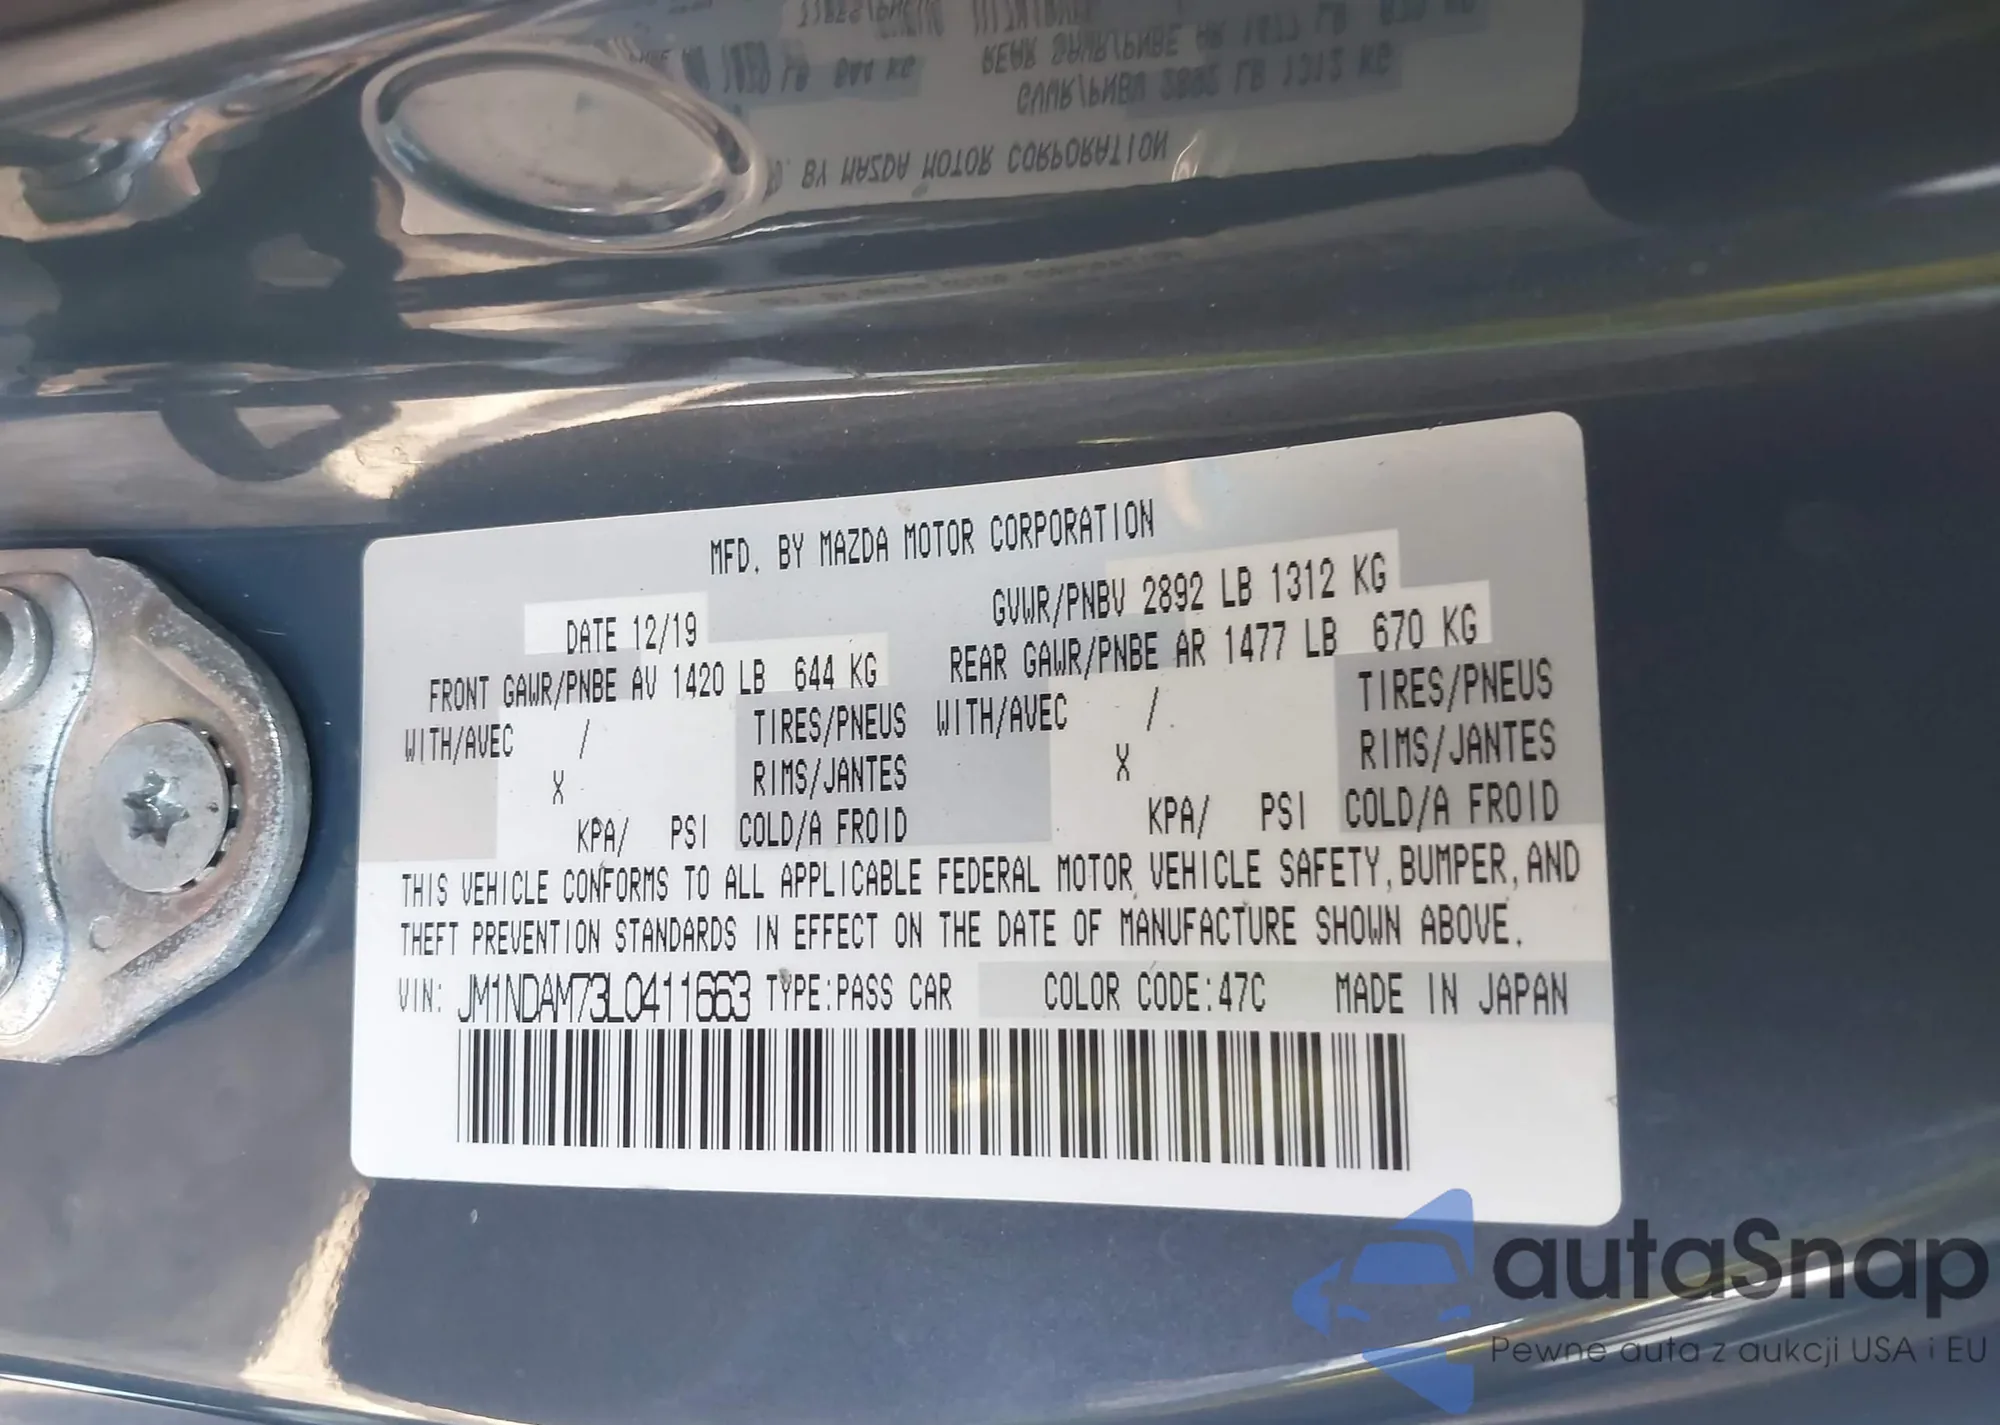 MFD. BY MAZDA MOTOR CORPORATION
DATE 12/19
GVWR/PNBV 2892 LB 1312 KG
FRONT GAWR/PNBE AV 1420 LB 644 KG
REAR GAWR/PNBE AR 1477 LB 670 KG
WITH/AVEC / TIRES/PNEUS WITH/AVEC / TIRES/PNEUS
X RIMS/JANTES X RIMS/JANTES
KPA/ PSI COLD/A FROID KPA/ PSI COLD/A FROID
THIS VEHICLE CONFORMS TO ALL APPLICABLE FEDERAL MOTOR VEHICLE SAFETY, BUMPER, AND
THEFT PREVENTION STANDARDS IN EFFECT ON THE DATE OF MANUFACTURE SHOWN ABOVE.
VIN: JM1NDAM73L0411663 TYPE:PASS CAR COLOR CODE:47C MADE IN JAPAN
autaSnap
Pewne auta z aukcji USA i EU